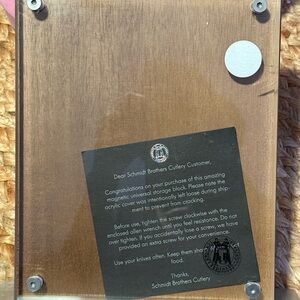 Dear Schmidt Brothers Cutlery Customer,
Congratulations on your purchase of this amazing
magnetic universal storage block. Please note the
acrylic cover was intentionally left loose during ship-
ment to prevent from cracking.
Before use, tighten the screw clockwise with the
enclosed allen wrench until you feel resistance. Do not
over tighten. If you accidentally lose a screw, we have
provided an extra screw for your convenience.
Use your knives often. Keep them sharp.
food.
Thanks,
Schmidt Brothers Cutlery